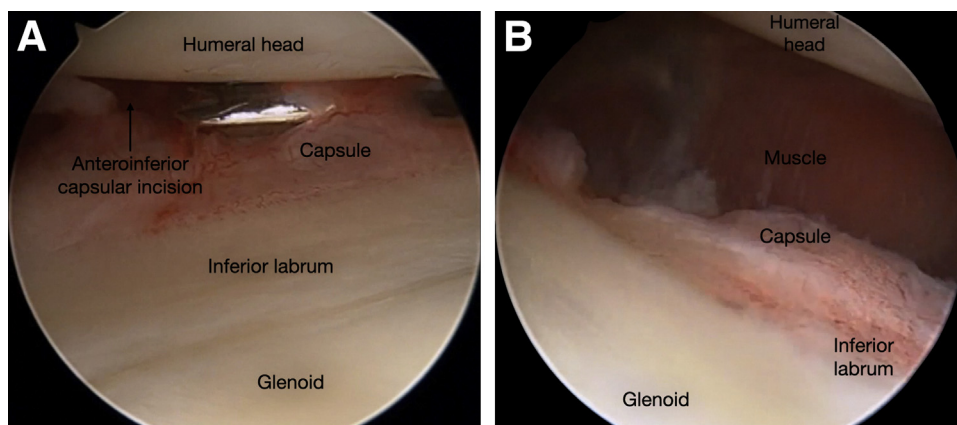 A
Humeral head
Anteroinferior
capsular incision
Capsule
Inferior labrum
Glenoid
B
Humeral
head
Muscle
Capsule
Inferior
labrum
Glenoid